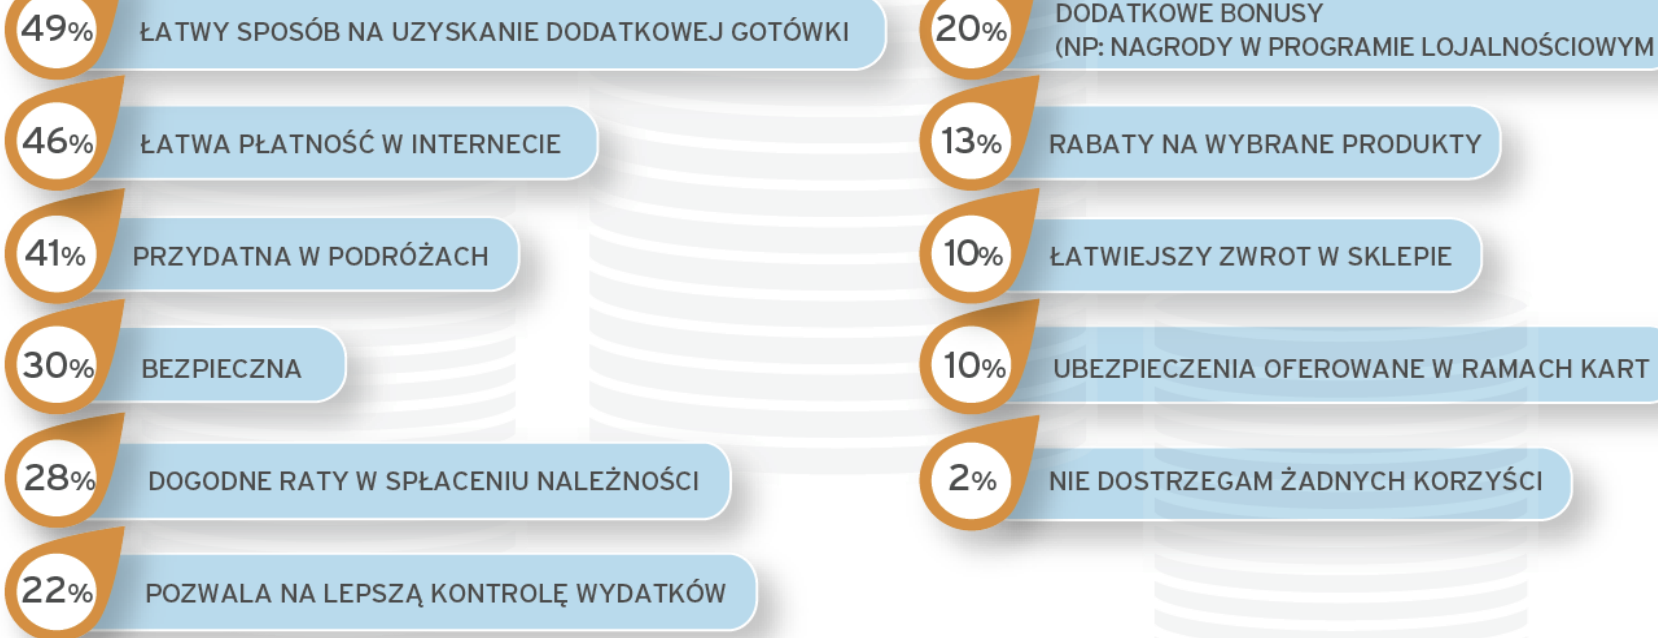 49% ŁATWY SPOSÓB NA UZYSKANIE DODATKOWEJ GOTÓWKI
46% ŁATWA PŁATNOŚĆ W INTERNECIE
41% PRZYDATNA W PODRÓŻACH
30% BEZPIECZNA
28% DOGODNE RATY W SPŁACENIU NALEŻNOŚCI
22% POZWALA NA LEPSZĄ KONTROLĘ WYDATKÓW
20% DODATKOWE BONUSY
(NP: NAGRODY W PROGRAMIE LOJALNOŚCIOWYM
13% RABATY NA WYBRANE PRODUKTY
10% ŁATWIEJSZY ZWROT W SKLEPIE
10% UBEZPIECZENIA OFEROWANE W RAMACH KART
2% NIE DOSTRZEGAM ŻADNYCH KORZYŚCI